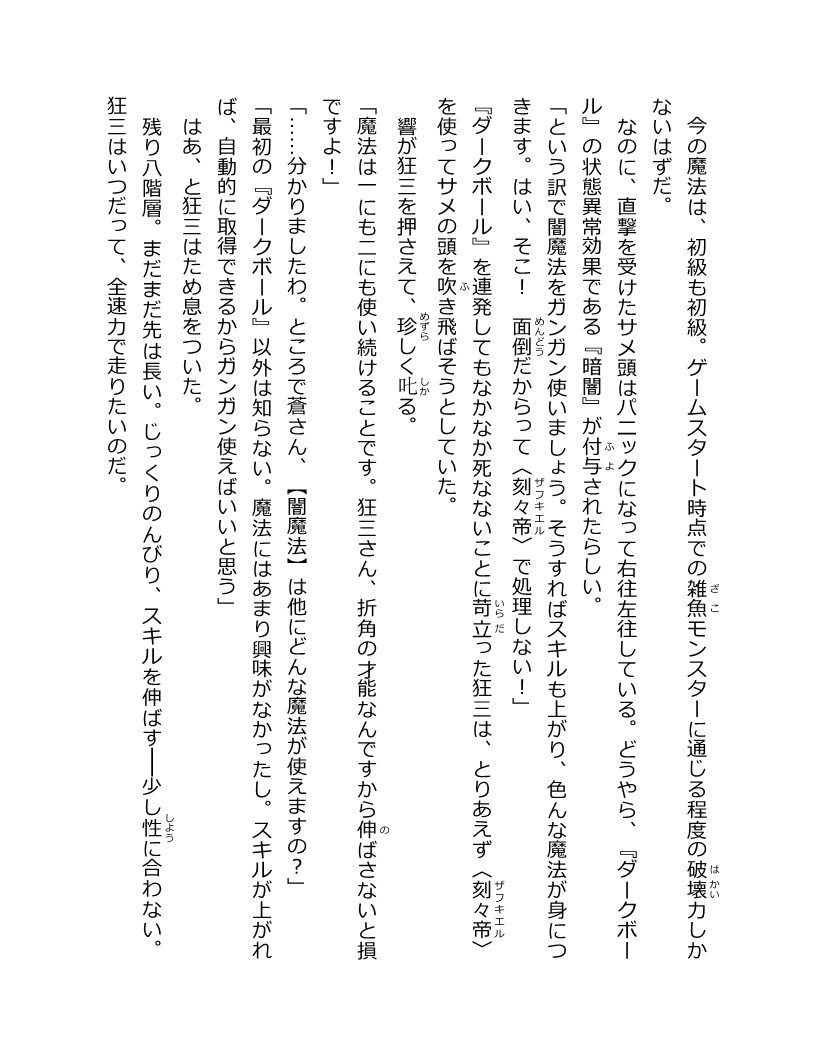 今の魔法は、初級も初級。ゲームスタート時点での雑魚モンスターに通じる程度の破壊力しか
ないはずだ。
なのに、直撃を受けたサメ頭はパニックになって右往左往している。どうやら、『ダークボー
ル』の状態異常効果である『暗闇』が付与されたらしい。
「という訳で闇魔法をガンガン使いましょう。そうすればスキルも上がり、色んな魔法が身につ
きます。はい、そこ！　面倒だからって〈刻々帝〉で処理しない！」
『ダークボール』を連発してもなかなか死なないことに苛立った狂三は、とりあえず〈刻々帝〉
を使ってサメの頭を吹き飛ばそうとしていた。
響が狂三を押さえて、珍しく叱る。
「魔法は一にも二にも使い続けることです。狂三さん、折角の才能なんですから伸ばさないと損
ですよ！」
「……分かりましたわ。ところで蒼さん、【闇魔法】は他にどんな魔法が使えますの？」
「最初の『ダークボール』以外は知らない。魔法にはあまり興味がなかったし。スキルが上がれ
ば、自動的に取得できるからガンガン使えばいいと思う」
はあ、と狂三はため息をついた。
残り八階層。まだまだ先は長い。じっくりのんびり、スキルを伸ばす──少し性に合わない。
狂三はいつだって、全速力で走りたいのだ。